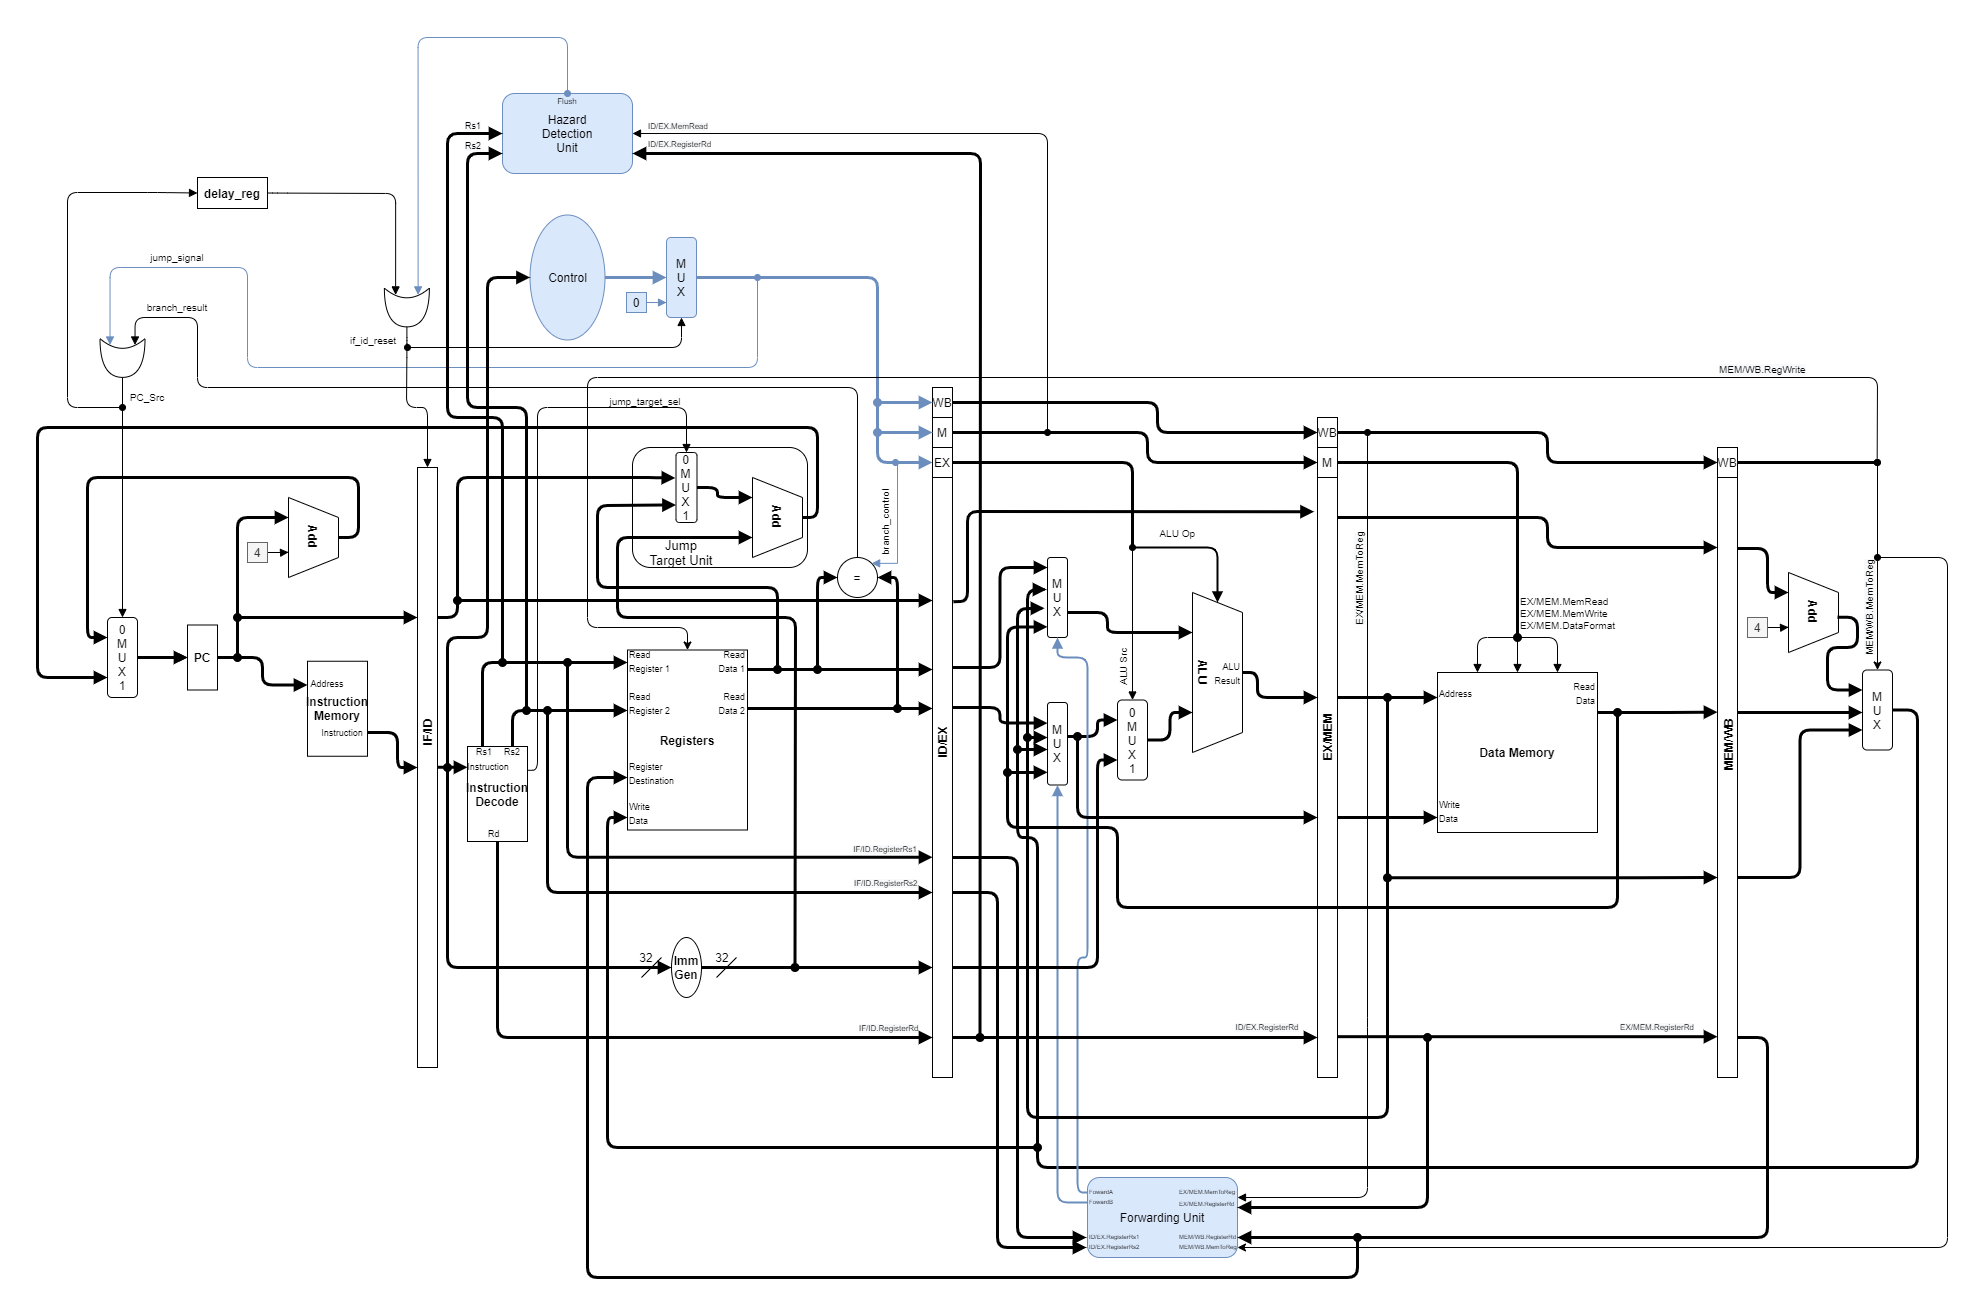 Flush
Hazard
Detection
Unit
Rs1
Rs2
ID/EX.MemRead
ID/EX.RegisterRd
delay_reg
jump_signal
branch_result
if_id_reset
PC_Src
Control
0
M
U
X
jump_target_sel
MEM/WB.RegWrite
WB
M
EX
WB
M
WB
0
M
U
X
1
Add
Jump
Target Unit
branch_control
=
Add
4
0
M
U
X
1
PC
Address
Instruction
Memory
Instruction
IF/ID
Rs1
Rs2
Instruction
Instruction
Decode
Rd
Read
Register 1
Read
Data 1
Read
Register 2
Read
Data 2
Registers
Register
Destination
Write
Data
IF/ID.RegisterRs1
IF/ID.RegisterRs2
32
Imm
Gen
32
IF/ID.RegisterRd
ID/EX
M
U
X
M
U
X
ALU Op
ALU Src
0
M
U
X
1
ALU
ALU
Result
ID/EX.RegisterRd
EX/MEM
EX/MEM.MemToReg
EX/MEM.MemRead
EX/MEM.MemWrite
EX/MEM.DataFormat
Address
Read
Data
Data Memory
Write
Data
EX/MEM.RegisterRd
MEM/WB
4
Add
MEM/WB.MemToReg
M
U
X
FowardA
FowardB
EX/MEM.MemToReg
EX/MEM.RegisterRd
Forwarding Unit
ID/EX.RegisterRs1
ID/EX.RegisterRs2
MEM/WB.RegisterRd
MEM/WB.MemToReg